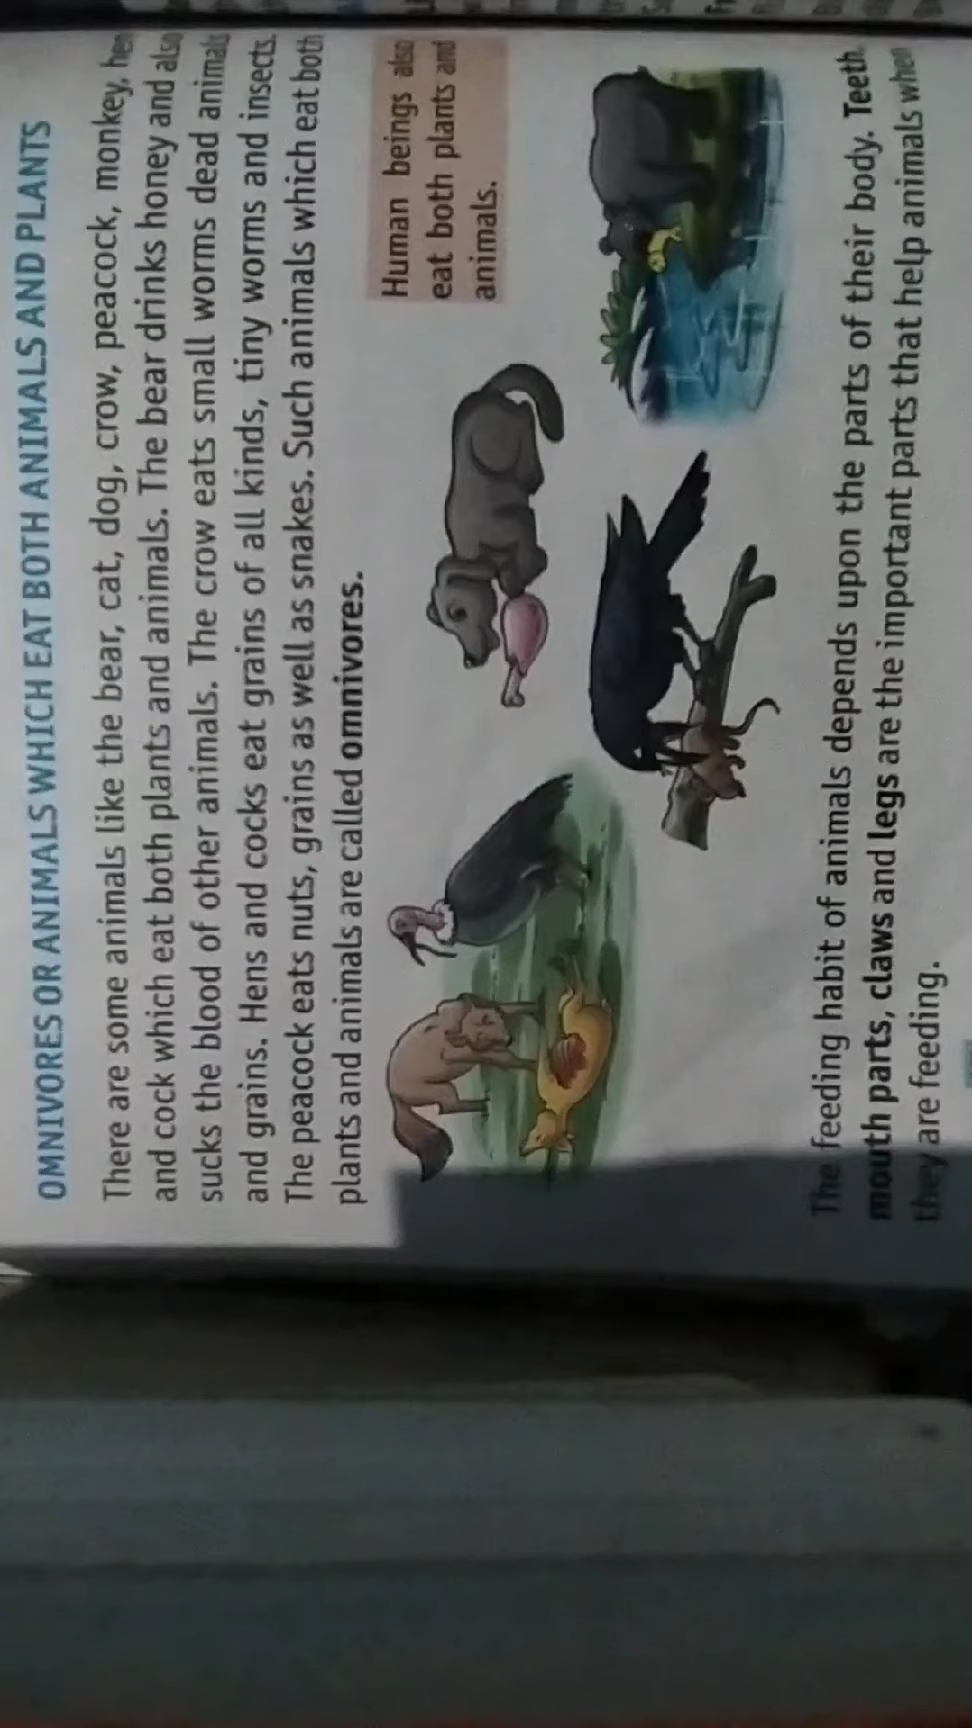 OMNIVORES OR ANIMALS WHICH EAT BOTH ANIMALS AND PLANTS
There are some animals like the bear, cat, dog, crow, peacock, monkey, hen
and cock which eat both plants and animals. The bear drinks honey and also
sucks the blood of other animals. The crow eats small worms dead animals
and grains. Hens and cocks eat grains of all kinds, tiny worms and insects.
The peacock eats nuts, grains as well as snakes. Such animals which eat both
plants and animals are called omnivores.
Human beings also
eat both plants and
animals.
The feeding habit of animals depends upon the parts of their body. Teeth,
mouth parts, claws and legs are the important parts that help animals when
they are feeding.